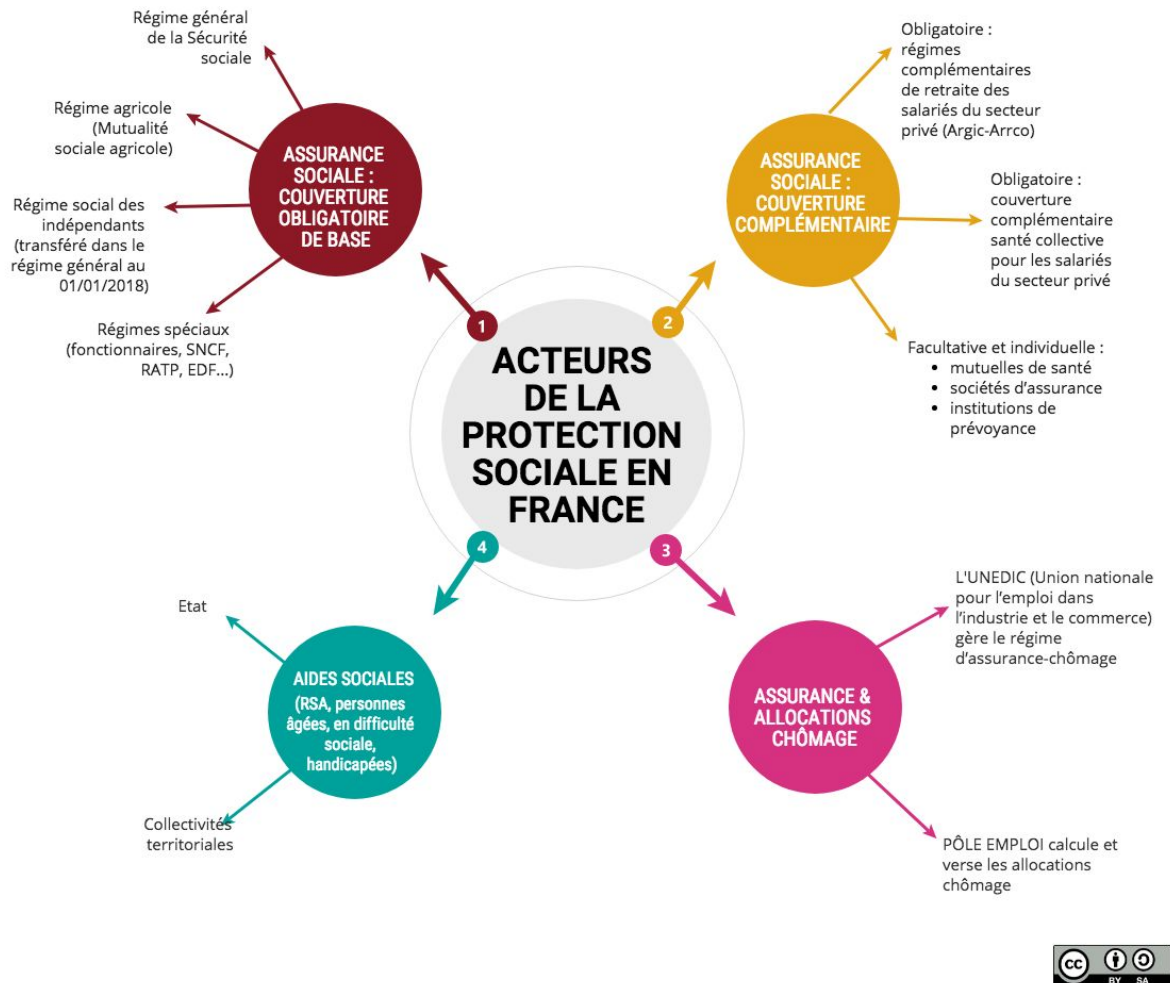 ACTEURS
DE LA
PROTECTION
SOCIALE EN
FRANCE
1
ASSURANCE
SOCIALE :
COUVERTURE
OBLIGATOIRE
DE BASE
Régime général
de la Sécurité
sociale
Régime agricole
(Mutualité
sociale agricole)
Régime social des
indépendants
(transféré dans le
régime général au
01/01/2018)
Régimes spéciaux
(fonctionnaires, SNCF,
RATP, EDF...)
2
ASSURANCE
SOCIALE :
COUVERTURE
COMPLÉMENTAIRE
Obligatoire :
régimes
complémentaires
de retraite des
salariés du secteur
privé (Argic-Arrco)
Obligatoire :
couverture
complémentaire
santé collective
pour les salariés
du secteur privé
Facultative et individuelle :
• mutuelles de santé
• sociétés d'assurance
• institutions de
prévoyance
3
ASSURANCE &
ALLOCATIONS
CHÔMAGE
L'UNEDIC (Union nationale
pour l'emploi dans
l'industrie et le commerce)
gère le régime
d'assurance-chômage
PÔLE EMPLOI calcule et
verse les allocations
chômage
4
AIDES SOCIALES
(RSA, personnes
âgées, en difficulté
sociale,
handicapées)
Etat
Collectivités
territoriales
cc
BY SA